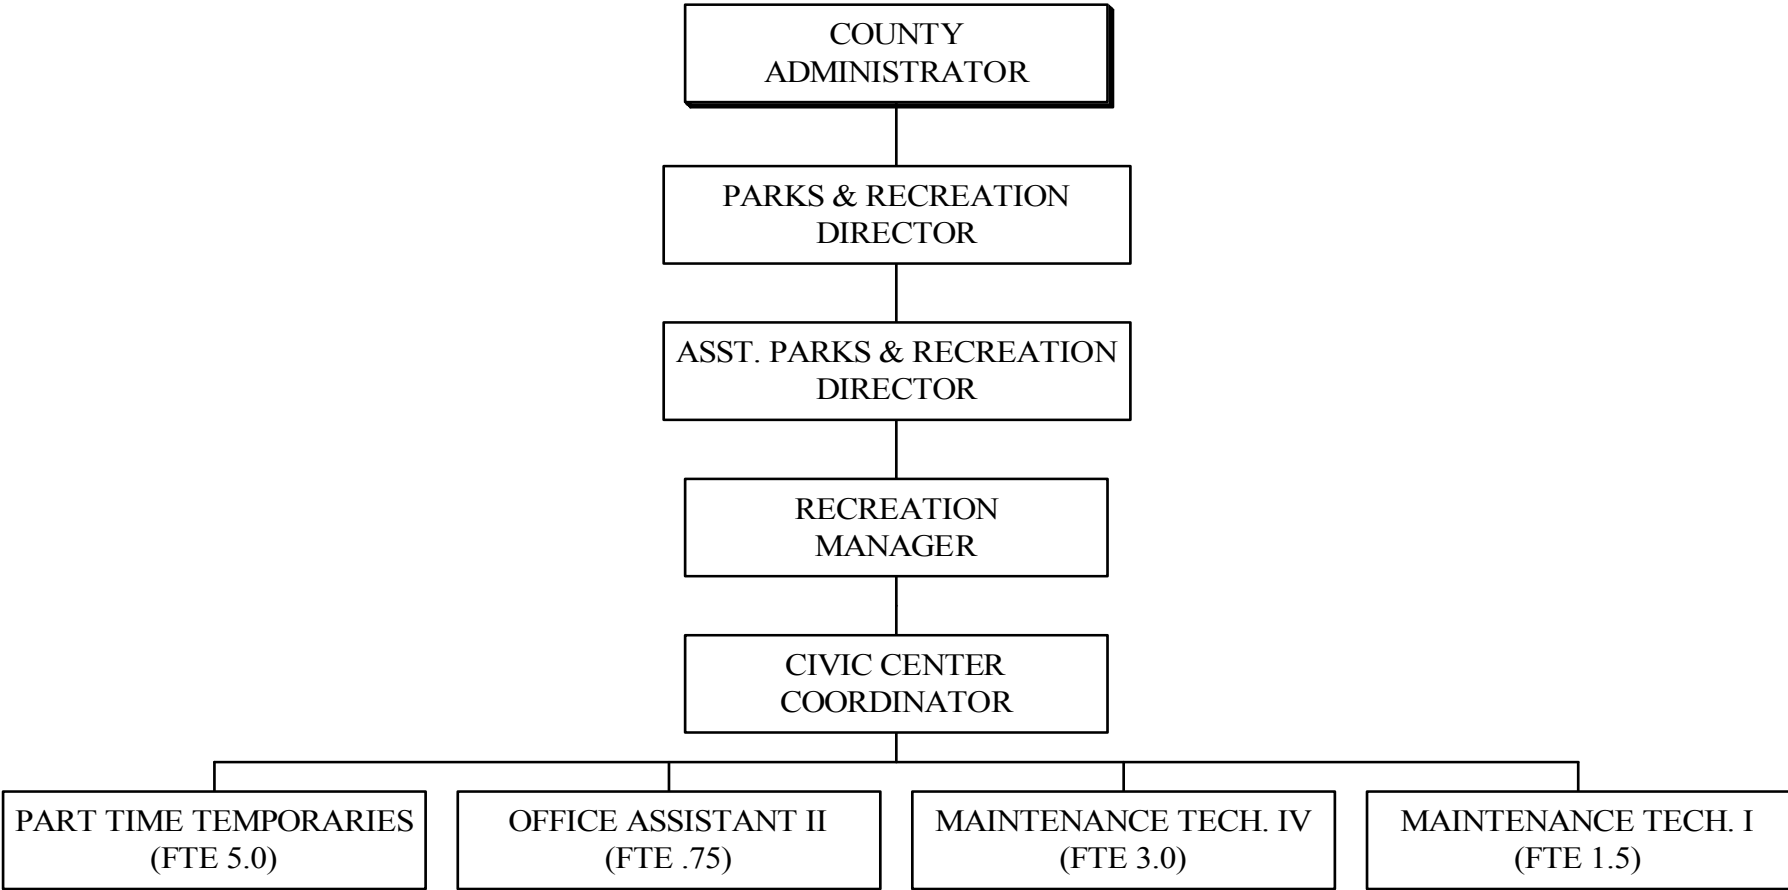 COUNTY
ADMINISTRATOR
PARKS & RECREATION
DIRECTOR
ASST. PARKS & RECREATION
DIRECTOR
RECREATION
MANAGER
CIVIC CENTER
COORDINATOR
PART TIME TEMPORARIES
(FTE 5.0)
OFFICE ASSISTANT II
(FTE .75)
MAINTENANCE TECH. IV
(FTE 3.0)
MAINTENANCE TECH. I
(FTE 1.5)